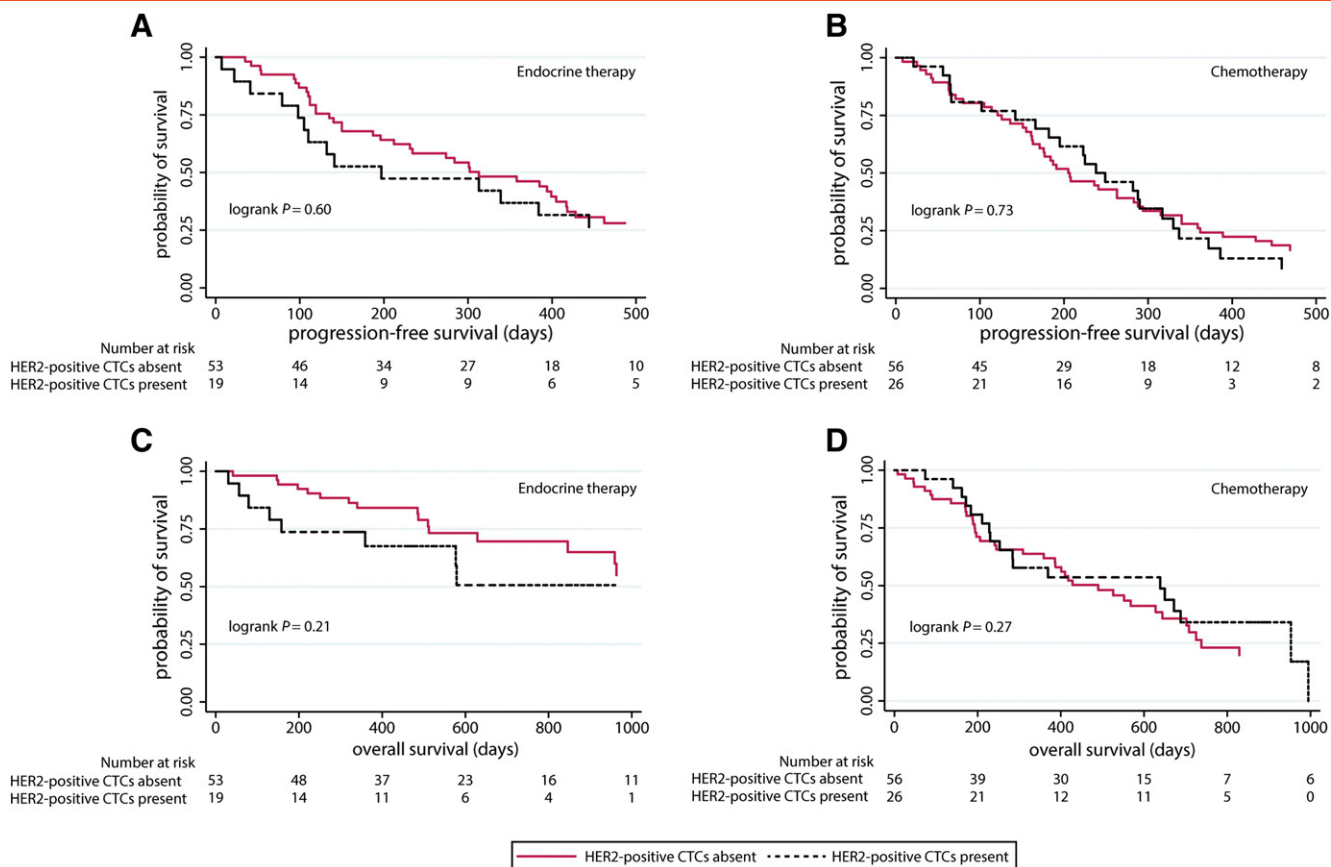 A
1.00
0.75
0.50
0.25
0.00
probability of survival
Endocrine therapy
logrank P = 0.60
0 100 200 300 400 500
progression-free survival (days)
Number at risk
HER2-positive CTCs absent 53 46 34 27 18 10
HER2-positive CTCs present 19 14 9 9 6 5
B
1.00
0.75
0.50
0.25
0.00
probability of survival
Chemotherapy
logrank P = 0.73
0 100 200 300 400 500
progression-free survival (days)
Number at risk
HER2-positive CTCs absent 56 45 29 18 12 8
HER2-positive CTCs present 26 21 16 9 3 2
C
1.00
0.75
0.50
0.25
0.00
probability of survival
Endocrine therapy
logrank P = 0.21
0 200 400 600 800 1000
overall survival (days)
Number at risk
HER2-positive CTCs absent 53 48 37 23 16 11
HER2-positive CTCs present 19 14 11 6 4 1
D
1.00
0.75
0.50
0.25
0.00
probability of survival
Chemotherapy
logrank P = 0.27
0 200 400 600 800 1000
overall survival (days)
Number at risk
HER2-positive CTCs absent 56 39 30 15 7 6
HER2-positive CTCs present 26 21 12 11 5 0
HER2-positive CTCs absent HER2-positive CTCs present